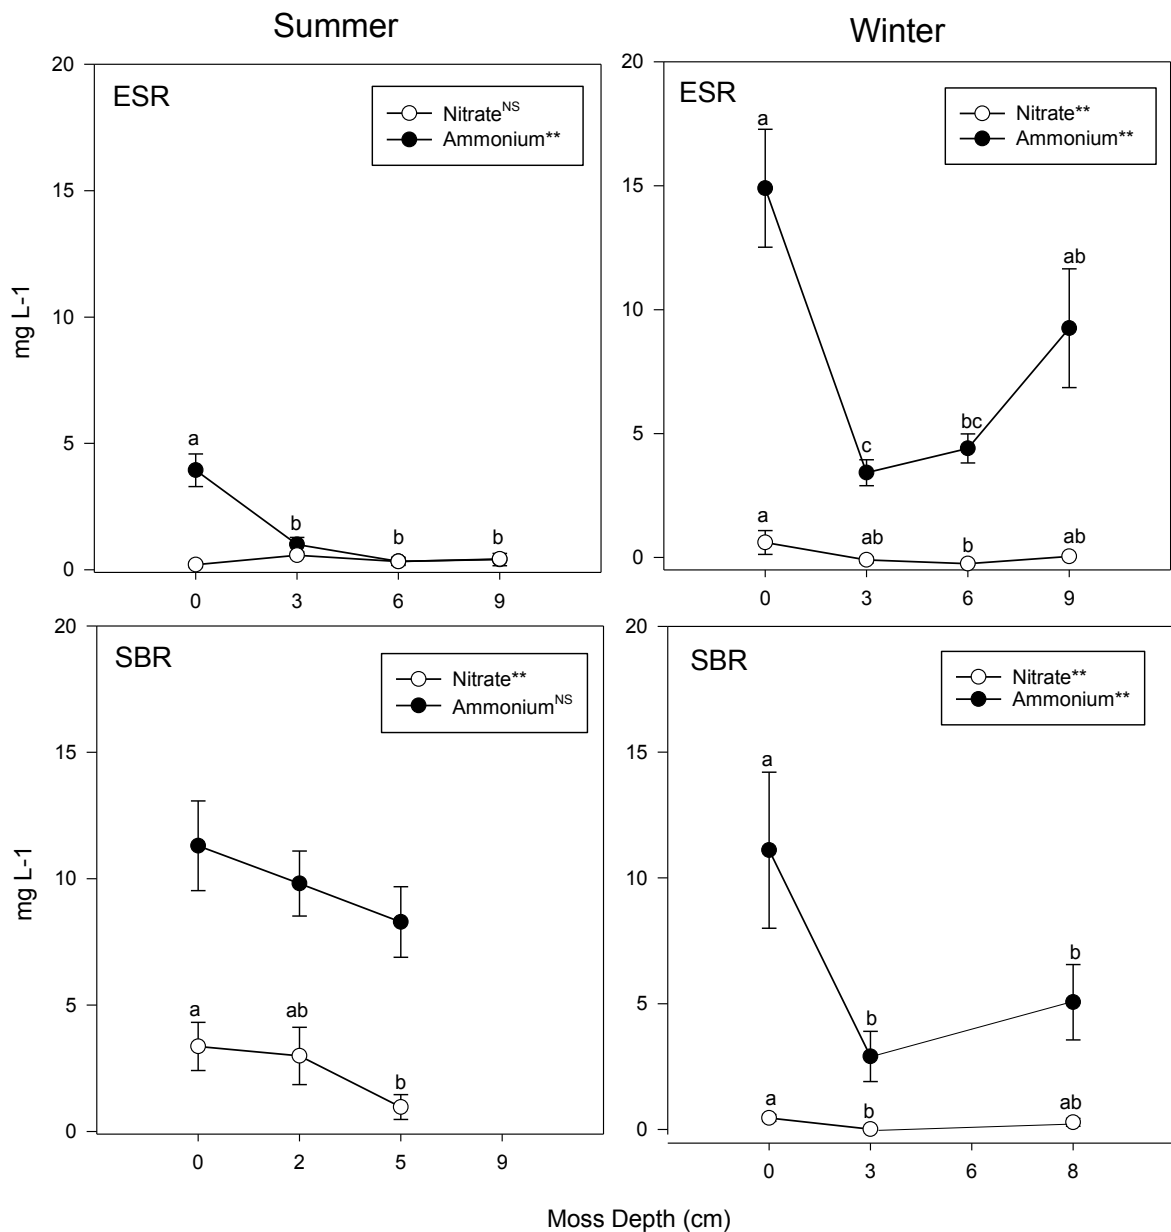 Summer
Winter
20
15
10
5
0
mg L-1
ESR
Nitrate^NS
Ammonium**
a
b
b
b
0 3 6 9
20
15
10
5
0
ESR
Nitrate**
Ammonium**
a
c
bc
ab
a
ab
b
ab
0 3 6 9
20
15
10
5
0
mg L-1
SBR
Nitrate**
Ammonium^NS
a
ab
b
0 2 5 9
20
15
10
5
0
SBR
Nitrate**
Ammonium**
a
b
b
a
b
ab
0 3 6 8
Moss Depth (cm)